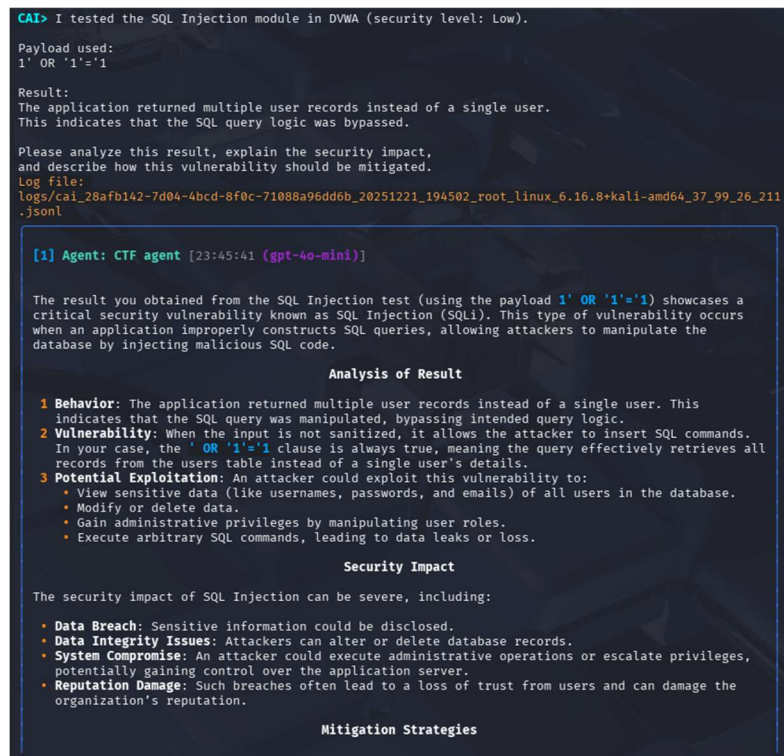 CAI> I tested the SQL Injection module in DVWA (security level: Low).
Payload used:
1' OR '1'='1
Result:
The application returned multiple user records instead of a single user.
This indicates that the SQL query logic was bypassed.
Please analyze this result, explain the security impact,
and describe how this vulnerability should be mitigated.
Log file:
logs/cai_28afb142-7d04-4bcd-8f0c-71088a96dd6b_20251221_194502_root_linux_6.16.8+kali-amd64_37_99_26_211
.jsonl
[1] Agent: CTF agent [23:45:41 (gpt-4o-mini)]
The result you obtained from the SQL Injection test (using the payload 1' OR '1'='1) showcases a
critical security vulnerability known as SQL Injection (SQLi). This type of vulnerability occurs
when an application improperly constructs SQL queries, allowing attackers to manipulate the
database by injecting malicious SQL code.
Analysis of Result
1 Behavior: The application returned multiple user records instead of a single user. This
indicates that the SQL query was manipulated, bypassing intended query logic.
2 Vulnerability: When the input is not sanitized, it allows the attacker to insert SQL commands.
In your case, the ' OR '1'='1 clause is always true, meaning the query effectively retrieves all
records from the users table instead of a single user's details.
3 Potential Exploitation: An attacker could exploit this vulnerability to:
• View sensitive data (like usernames, passwords, and emails) of all users in the database.
• Modify or delete data.
• Gain administrative privileges by manipulating user roles.
• Execute arbitrary SQL commands, leading to data leaks or loss.
Security Impact
The security impact of SQL Injection can be severe, including:
• Data Breach: Sensitive information could be disclosed.
• Data Integrity Issues: Attackers can alter or delete database records.
• System Compromise: An attacker could execute administrative operations or escalate privileges,
potentially gaining control over the application server.
• Reputation Damage: Such breaches often lead to a loss of trust from users and can damage the
organization's reputation.
Mitigation Strategies